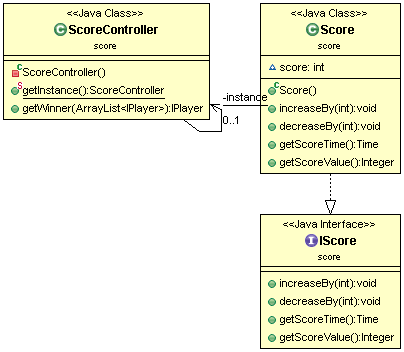 <<Java Class>>
ScoreController
score
ScoreController()
getInstance():ScoreController
getWinner(ArrayList<IPlayer>):IPlayer
-instance
0..1
<<Java Class>>
Score
score
score: int
Score()
increaseBy(int):void
decreaseBy(int):void
getScoreTime():Time
getScoreValue():Integer
<<Java Interface>>
IScore
score
increaseBy(int):void
decreaseBy(int):void
getScoreTime():Time
getScoreValue():Integer